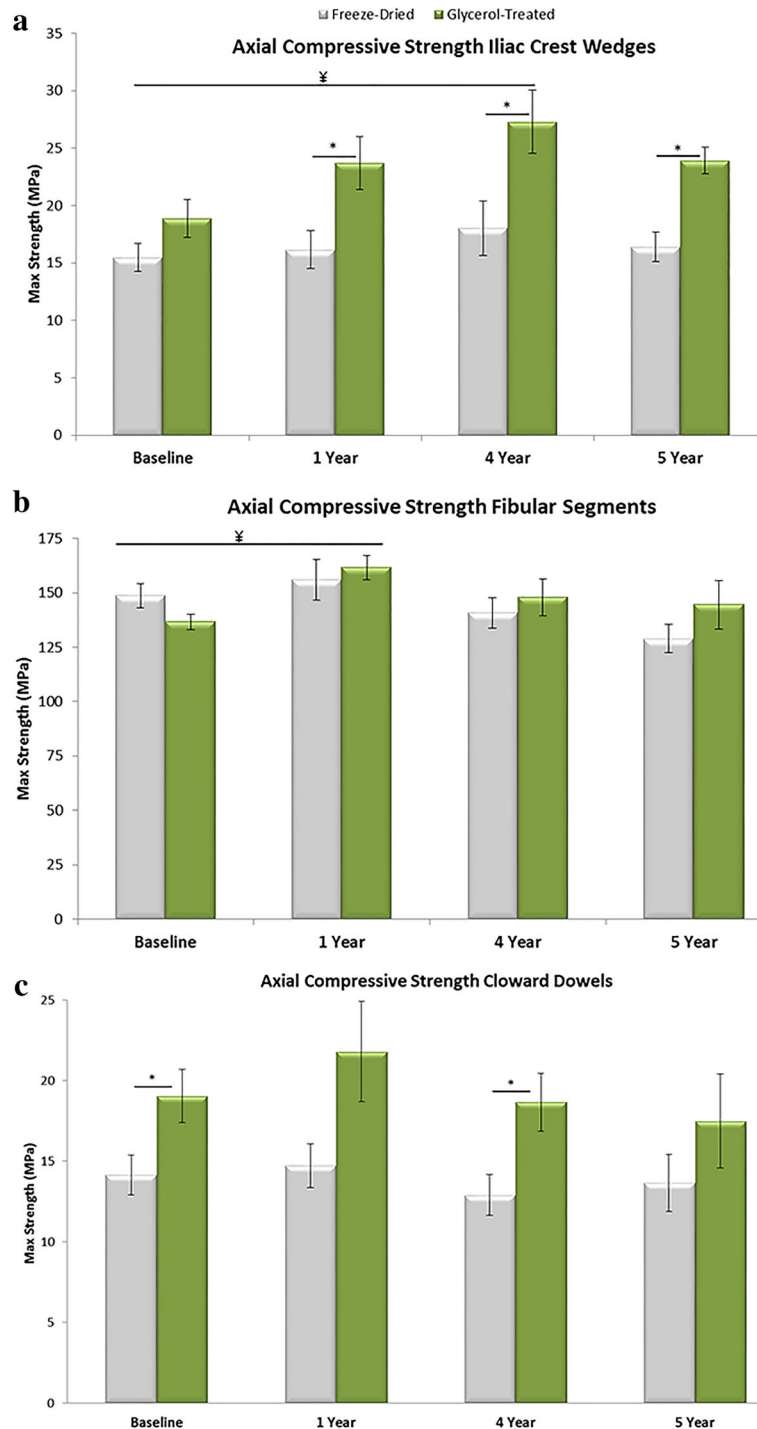 Freeze-Dried Glycerol-Treated
a
Axial Compressive Strength Iliac Crest Wedges
Max Strength (MPa)
35
30
25
20
15
10
5
0
¥
*
*
*
Baseline 1 Year 4 Year 5 Year
b
Axial Compressive Strength Fibular Segments
Max Strength (MPa)
175
150
125
100
75
50
25
0
¥
Baseline 1 Year 4 Year 5 Year
c
Axial Compressive Strength Cloward Dowels
Max Strength (MPa)
25
20
15
10
5
0
*
*
Baseline 1 Year 4 Year 5 Year